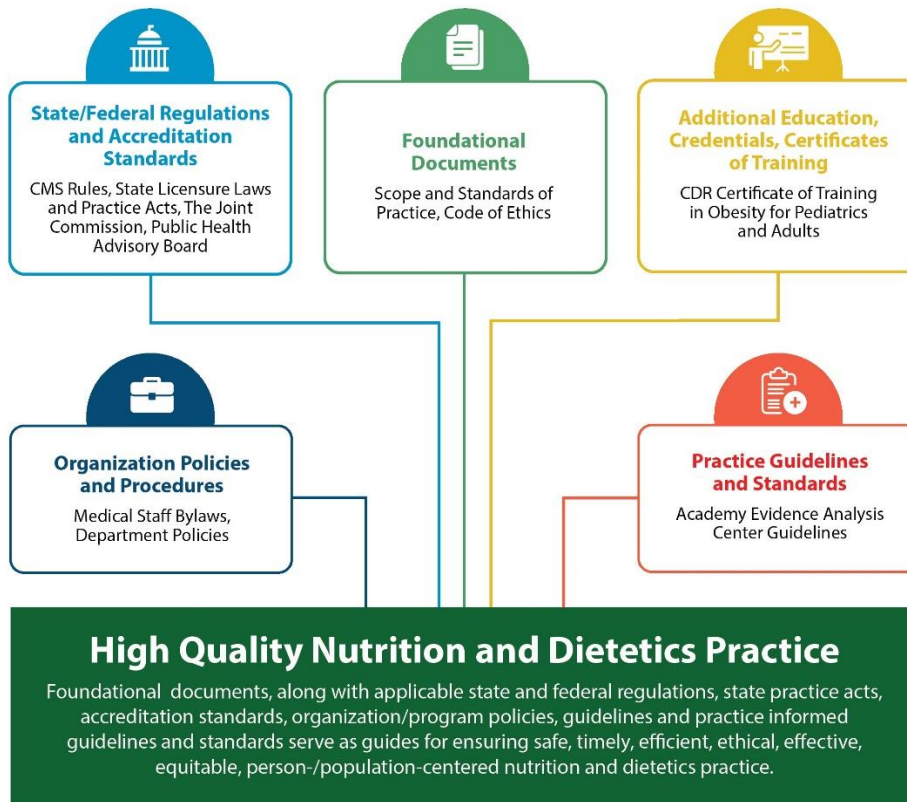 State/Federal Regulations
and Accreditation
Standards
CMS Rules, State Licensure Laws
and Practice Acts, The Joint
Commission, Public Health
Advisory Board
Foundational
Documents
Scope and Standards of
Practice, Code of Ethics
Additional Education,
Credentials, Certificates
of Training
CDR Certificate of Training
in Obesity for Pediatrics
and Adults
Organization Policies
and Procedures
Medical Staff Bylaws,
Department Policies
Practice Guidelines
and Standards
Academy Evidence Analysis
Center Guidelines
High Quality Nutrition and Dietetics Practice
Foundational documents, along with applicable state and federal regulations, state practice acts,
accreditation standards, organization/program policies, guidelines and practice informed
guidelines and standards serve as guides for ensuring safe, timely, efficient, ethical, effective,
equitable, person-/population-centered nutrition and dietetics practice.